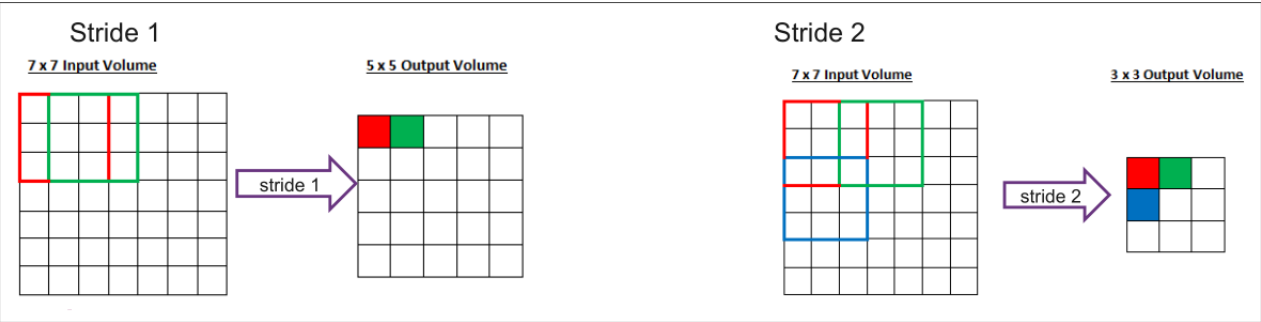 Stride 1
7 x 7 Input Volume
5 x 5 Output Volume
stride 1
Stride 2
7 x 7 Input Volume
3 x 3 Output Volume
stride 2